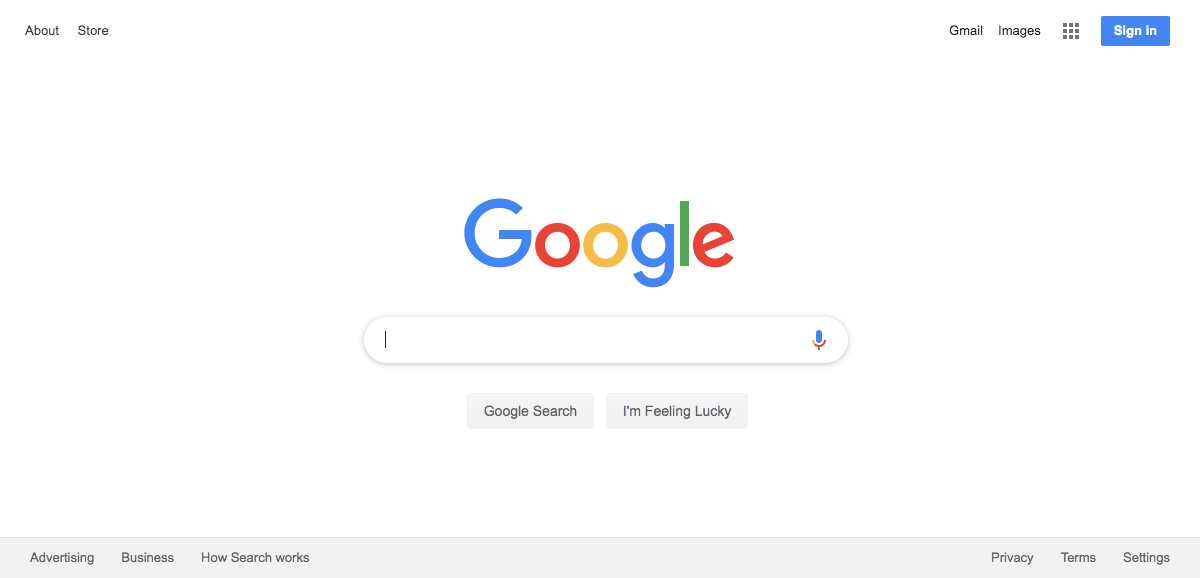 About Store Gmail Images Sign in
Google
Google Search I'm Feeling Lucky
Advertising Business How Search works Privacy Terms Settings